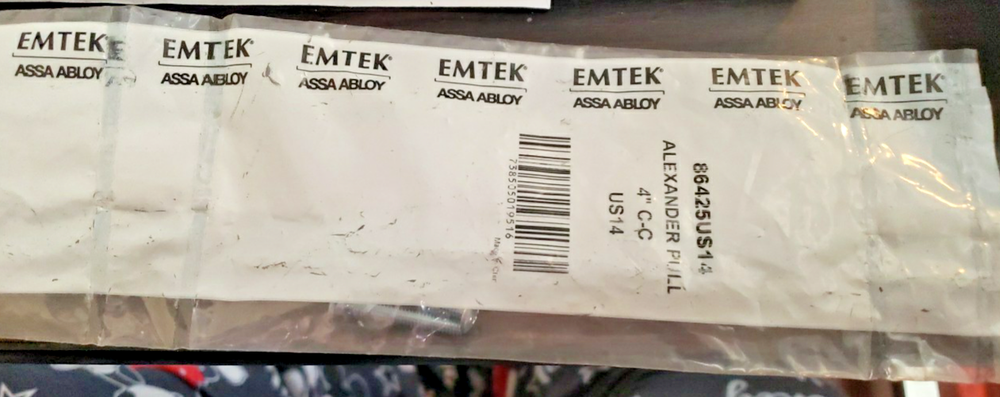 EMTEK®
ASSA ABLOY
EMTEK®
ASSA ABLOY
EMTEK®
ASSA ABLOY
EMTEK®
ASSA ABLOY
EMTEK®
ASSA ABLOY
EMTEK®
ASSA ABLOY
EMTEK®
ASSA ABLOY
86425US14
ALEXANDER PULL
4" C-C
US14
738505019516